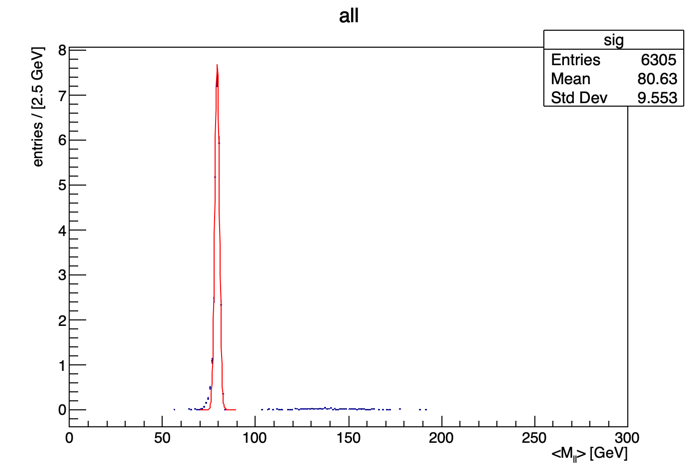 all
sig
Entries 6305
Mean 80.63
Std Dev 9.553
entries / [2.5 GeV]
8
7
6
5
4
3
2
1
0
0 50 100 150 200 250 300
<M_ll> [GeV]